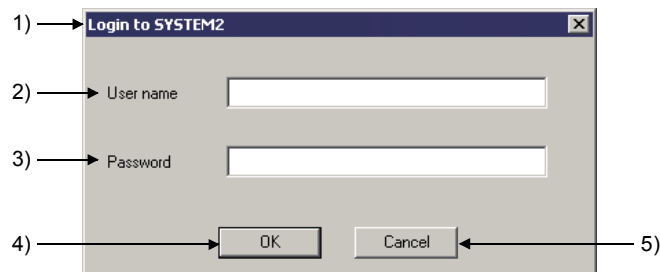 1) Login to SYSTEM2
2) User name
3) Password
4) OK Cancel 5)